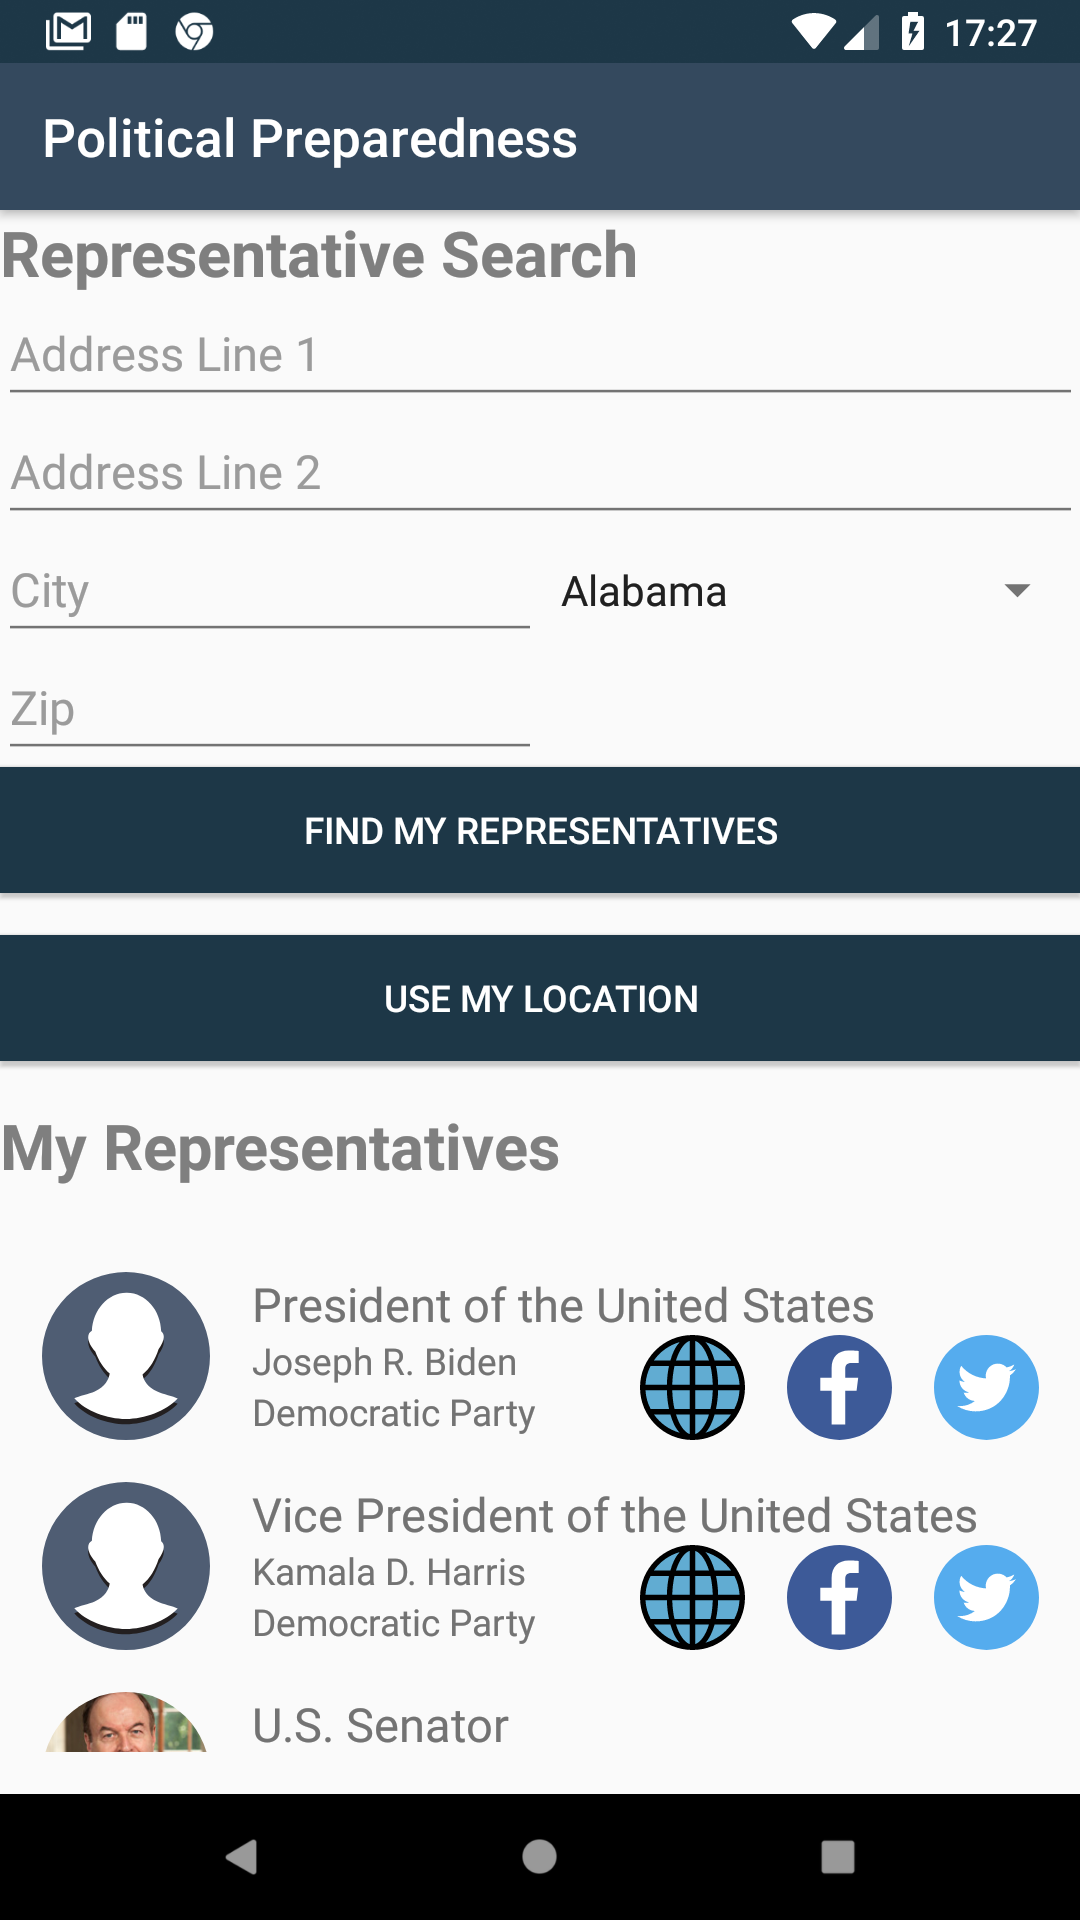 17:27
Political Preparedness
Representative Search
Address Line 1
Address Line 2
City
Alabama
Zip
FIND MY REPRESENTATIVES
USE MY LOCATION
My Representatives
President of the United States
Joseph R. Biden
Democratic Party
Vice President of the United States
Kamala D. Harris
Democratic Party
U.S. Senator